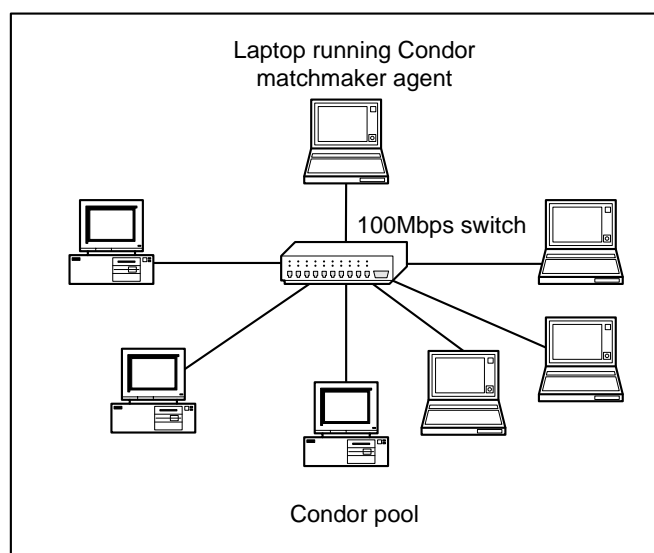 Laptop running Condor
matchmaker agent
100Mbps switch
Condor pool